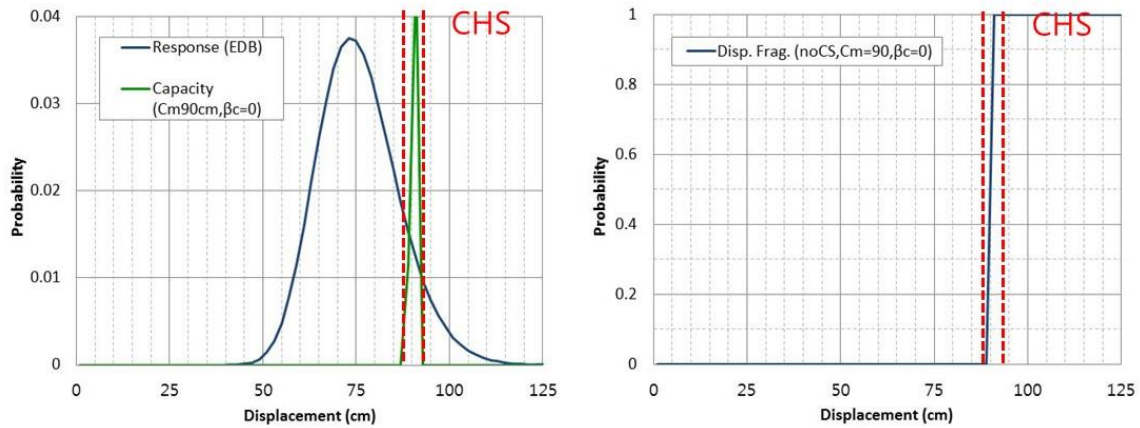 0.04
0.03
0.02
0.01
0
Probability
Response (EDB)
Capacity
(Cm90cm,βc=0)
CHS
0
25
50
75
100
125
Displacement (cm)
1
0.8
0.6
0.4
0.2
0
Probability
Disp. Frag. (noCS,Cm=90,βc=0)
CHS
0
25
50
75
100
125
Displacement (cm)